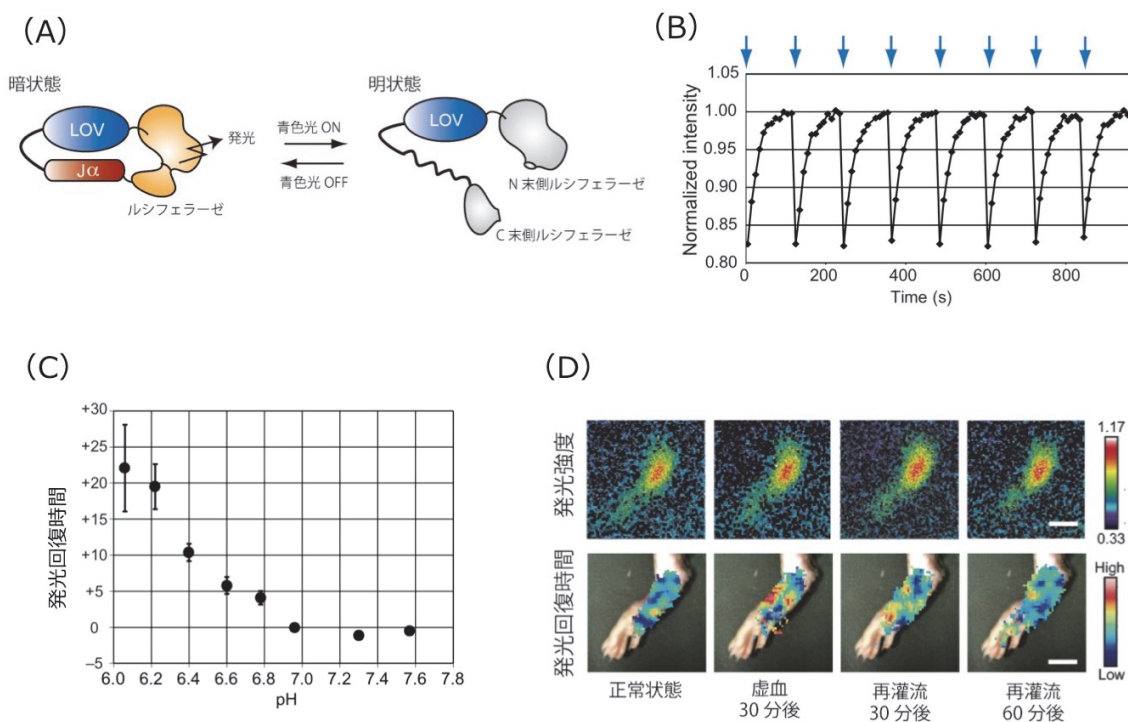 (A)
暗状態
LOV
Jα
発光
ルシフェラーゼ
青色光 ON
青色光 OFF
明状態
LOV
N 末側ルシフェラーゼ
C 末側ルシフェラーゼ
(B)
Normalized intensity
1.05
1.00
0.95
0.90
0.85
0.80
0
200
400
600
800
Time (s)
(C)
発光回復時間
+30
+25
+20
+15
+10
+5
0
−5
6.0
6.2
6.4
6.6
6.8
7.0
7.2
7.4
7.6
7.8
pH
(D)
発光強度
1.17
0.33
発光回復時間
High
Low
正常状態
虚血
30 分後
再灌流
30 分後
再灌流
60 分後